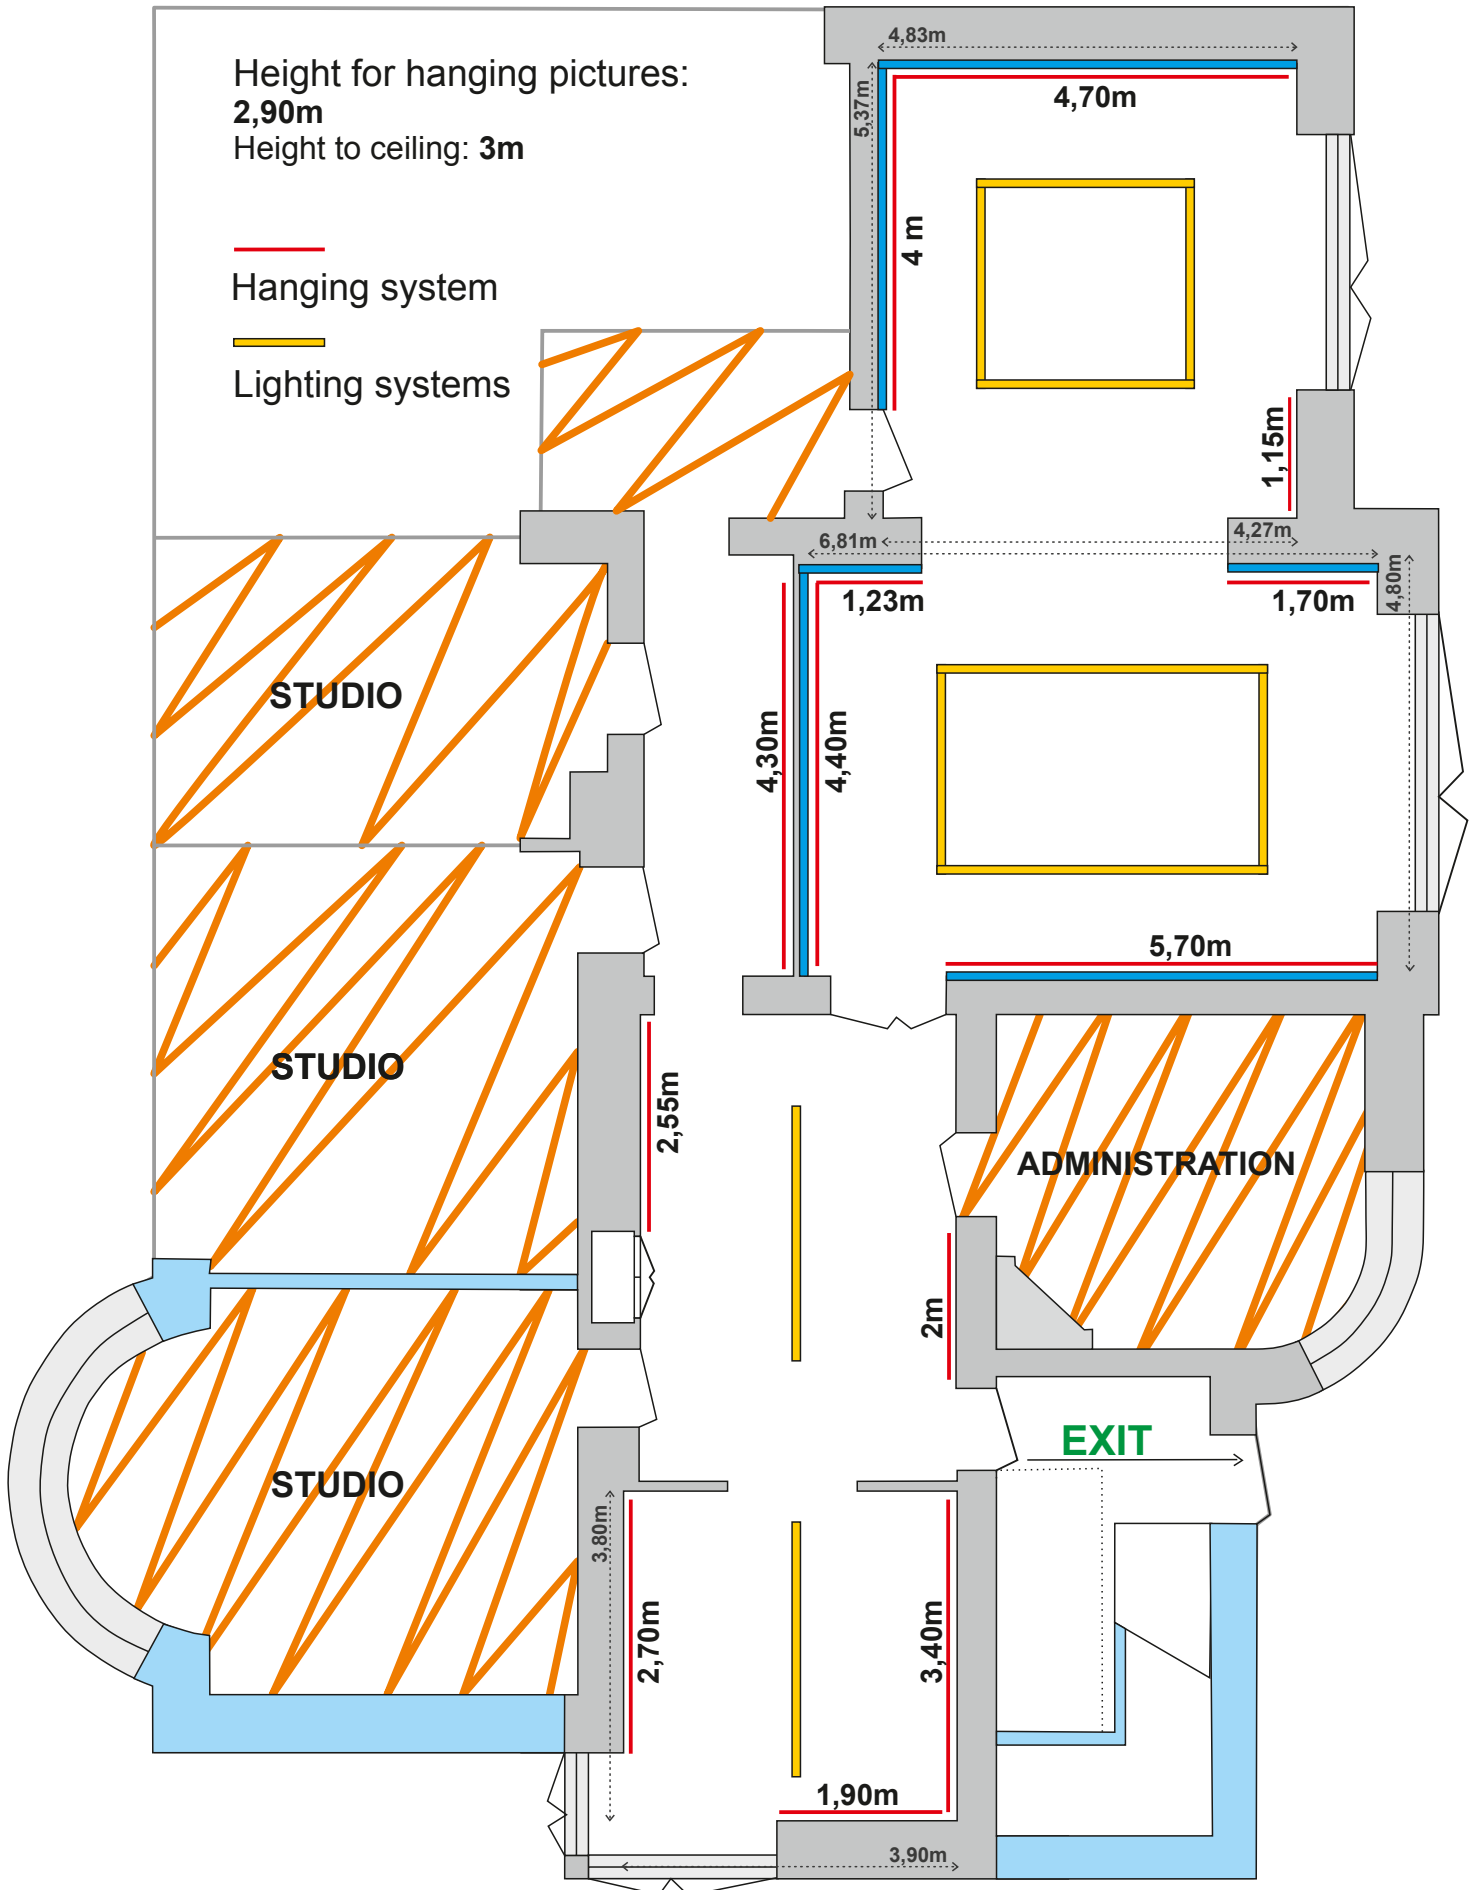 Height for hanging pictures:
2,90m
Height to ceiling: 3m
Hanging system
Lighting systems
4,83m
4,70m
5,37m
4 m
1,15m
6,81m
4,27m
1,23m
1,70m
4,80m
STUDIO
4,30m
4,40m
5,70m
STUDIO
2,55m
ADMINISTRATION
2m
EXIT
STUDIO
3,80m
2,70m
3,40m
1,90m
3,90m